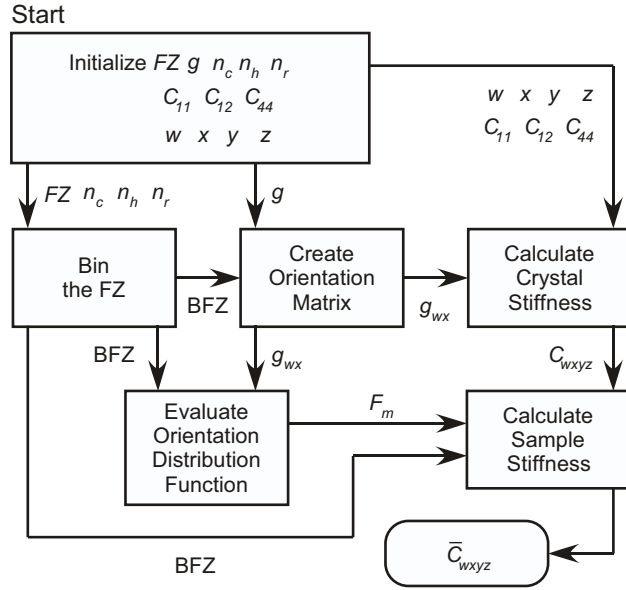 Start
Initialize FZ g n_c n_h n_r
C_11 C_12 C_44
w x y z
w x y z
C_11 C_12 C_44
FZ n_c n_h n_r
g
Bin
the FZ
BFZ
Create
Orientation
Matrix
g_wx
Calculate
Crystal
Stiffness
BFZ
g_wx
C_wxyz
Evaluate
Orientation
Distribution
Function
F_m
Calculate
Sample
Stiffness
BFZ
C̅_wxyz